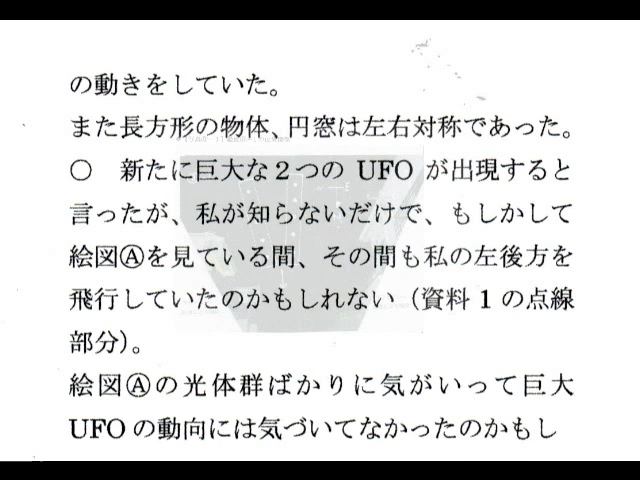 の動きをしていた。
また長方形の物体、円窓は左右対称であった。
○　新たに巨大な２つの UFO が出現すると
言ったが、私が知らないだけで、もしかして
絵図Ⓐを見ている間、その間も私の左後方を
飛行していたのかもしれない（資料 1 の点線
部分）。
絵図Ⓐの光体群ばかりに気がいって巨大
UFO の動向には気づいてなかったのかもし